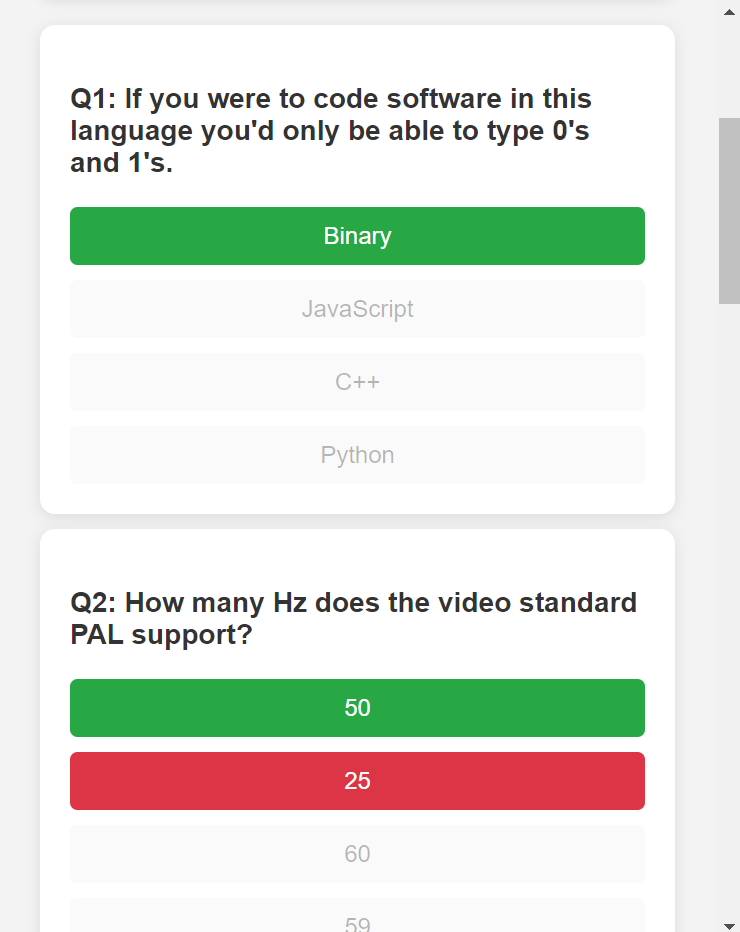 Q1: If you were to code software in this
language you'd only be able to type 0's
and 1's.
Binary
JavaScript
C++
Python
Q2: How many Hz does the video standard
PAL support?
50
25
60
59